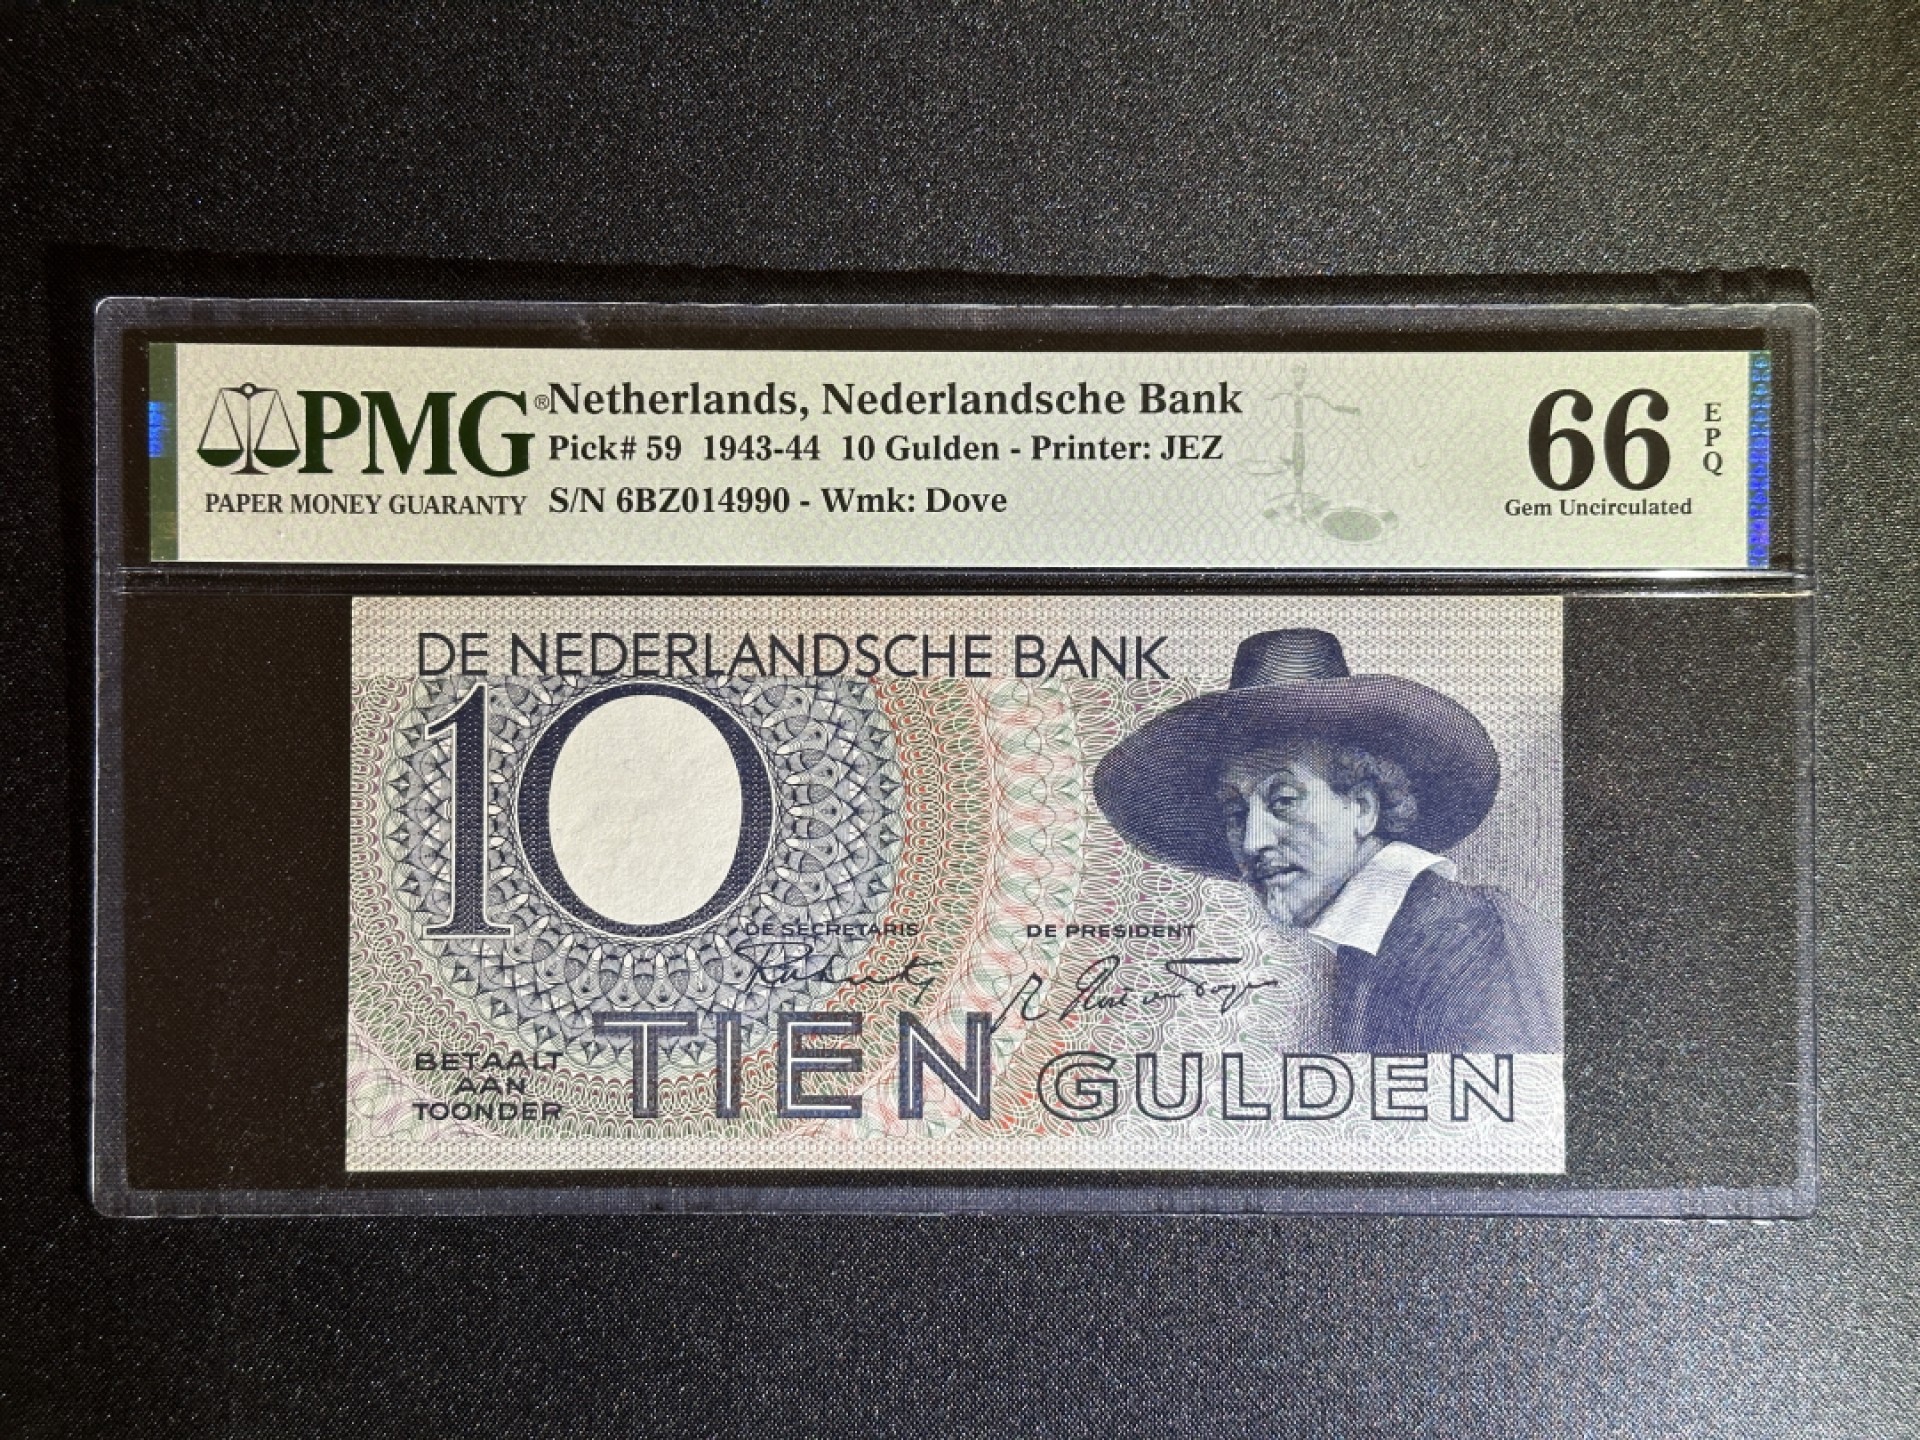 PMG®
PAPER MONEY GUARANTY
Netherlands, Nederlandsche Bank
Pick# 59 1943-44 10 Gulden - Printer: JEZ
S/N 6BZ014990 - Wmk: Dove
66
EPQ
Gem Uncirculated
DE NEDERLANDSCHE BANK
10
DE SECRETARIS
DE PRESIDENT
BETAALT
AAN
TOONDER
TIEN GULDEN